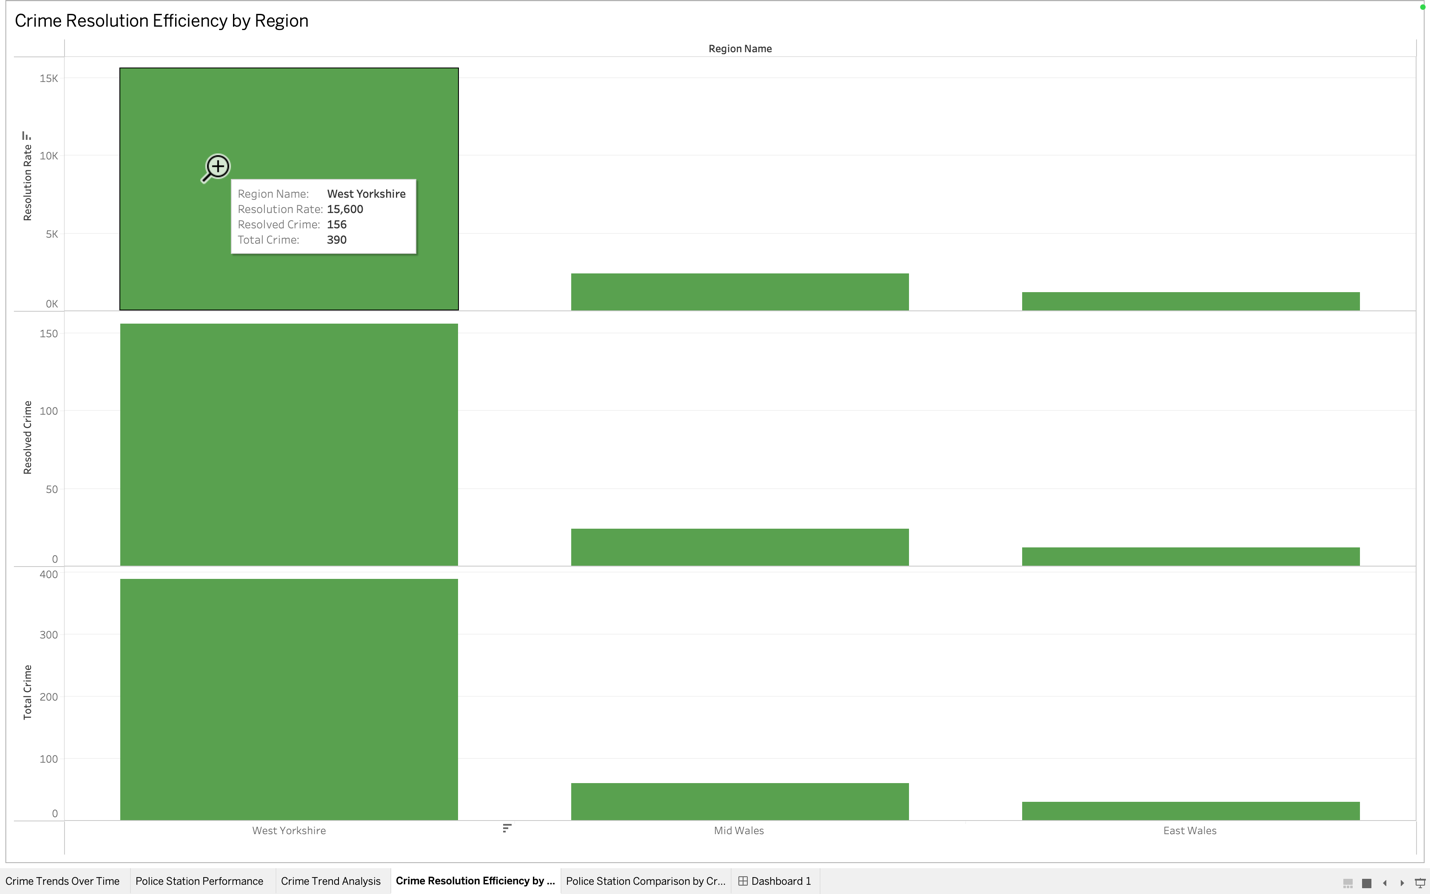 Crime Resolution Efficiency by Region
Region Name
15K
10K
5K
0K
Resolution Rate
Region Name: West Yorkshire
Resolution Rate: 15,600
Resolved Crime: 156
Total Crime: 390
150
100
50
0
Resolved Crime
400
300
200
100
0
Total Crime
West Yorkshire Mid Wales East Wales
Crime Trends Over Time Police Station Performance Crime Trend Analysis Crime Resolution Efficiency by ... Police Station Comparison by Cr... Dashboard 1